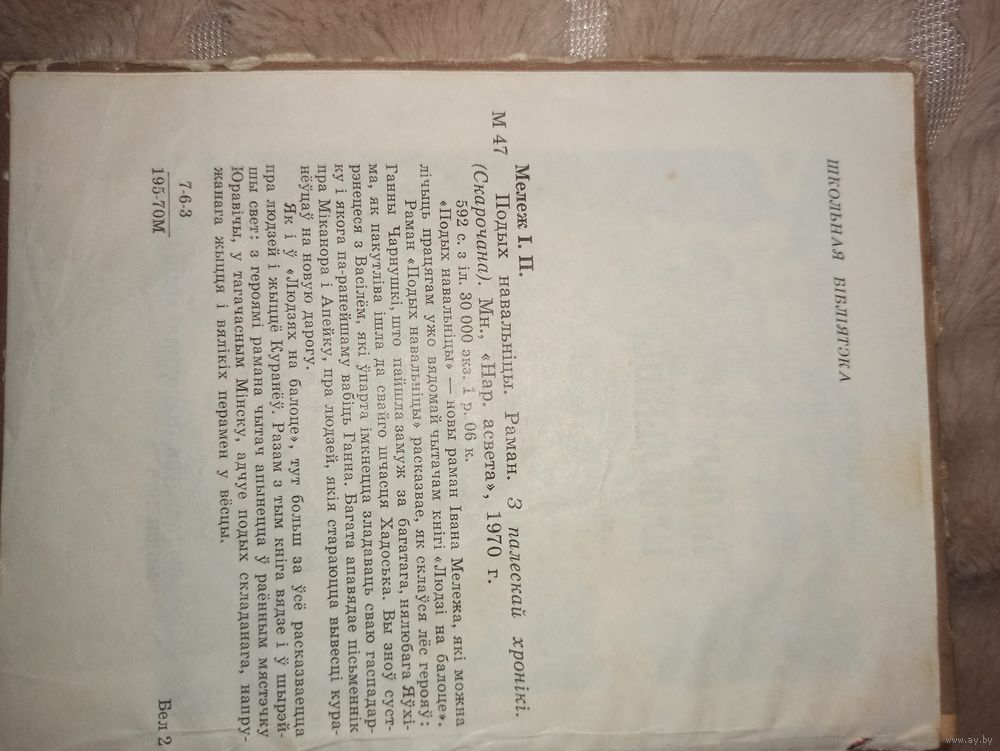 ШКОЛЬНАЯ БІБЛІЯТЭКА
Мележ І. П.
М 47
Подых навальніцы. Раман. З палескай хронікі.
(Скарочана). Мн., «Нар. асвета», 1970 г.
592 с. з іл. 30 000 экз. 1 р. 06 к.
«Подых навальніцы» — новы раман Івана Мележа, які можна
лічыць працягам ужо вядомай чытачам кнігі «Людзі на балоце».
Раман «Подых навальніцы» расказвае, як склаўся лёс герояў:
Ганны Чарнушкі, што пайшла замуж за багатага, нялюбага Яўхі-
ма, як пакутліва ішла да свайго шчасця Хадоська. Вы зноў суст-
рэнецеся з Васілём, які ўпарта імкнецца зладаваць сваю гаспадар-
ку і якога па-ранейшаму вабіць Ганна. Багата апавядае пісьменнік
пра Міканора і Апейку, пра людзей, якія стараюцца вывесці кура-
нёўцаў на новую дарогу.
Як і ў «Людзях на балоце», тут больш за ўсё расказваецца
пра людзей і жыццё Куранёў. Разам з тым кніга вядзе і ў шырэй-
шы свет: з героямі рамана чытач апынецца ў раённым мястэчку
Юравічы, у тагачасным Мінску, адчуе подых складанага, напру-
жанага жыцця і вялікіх перамен у вёсцы.
7-6-3
195-70М
Бел 2
www.ay.by